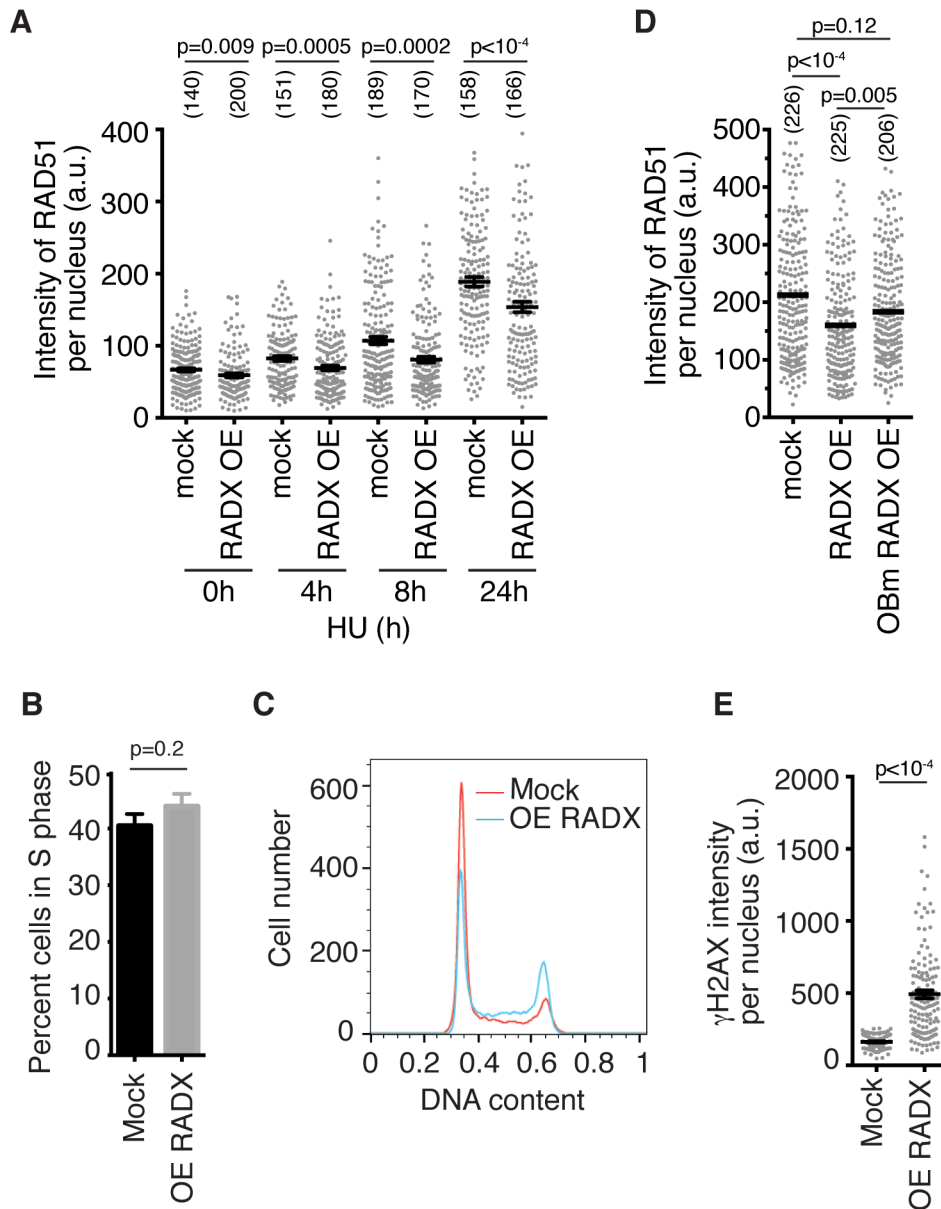 A
p=0.009 p=0.0005 p=0.0002 p<10⁻⁴
(140) (200) (151) (180) (189) (170) (158) (166)
Intensity of RAD51
per nucleus (a.u.)
400
300
200
100
0
mock RADX OE mock RADX OE mock RADX OE mock RADX OE
0h 4h 8h 24h
HU (h)
D
p=0.12
p<10⁻⁴
p=0.005
(226) (225) (206)
Intensity of RAD51
per nucleus (a.u.)
500
400
300
200
100
0
mock RADX OE OBm RADX OE
B
p=0.2
Percent cells in S phase
50
40
30
20
10
0
Mock OE RADX
C
Mock
OE RADX
Cell number
600
400
200
0
0 0.2 0.4 0.6 0.8 1
DNA content
E
p<10⁻⁴
γH2AX intensity
per nucleus (a.u.)
2000
1500
1000
500
0
Mock OE RADX